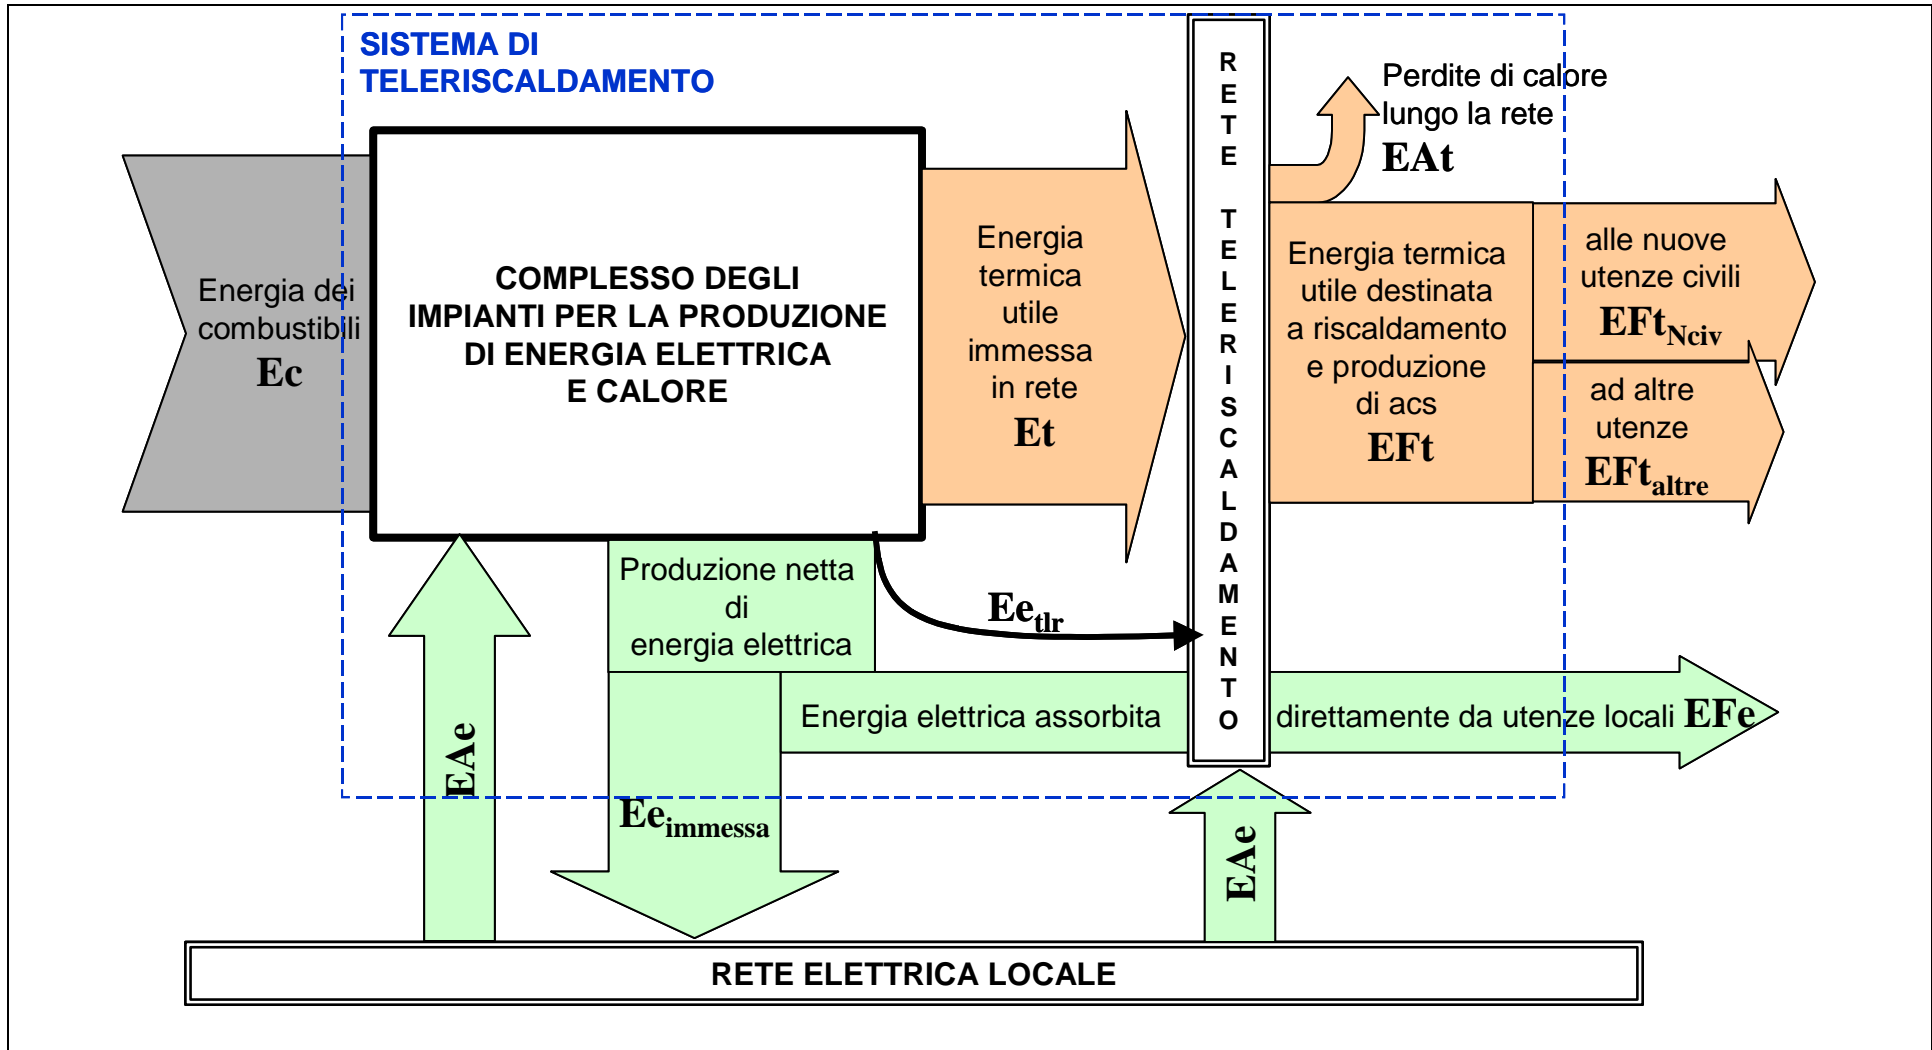 SISTEMA DI
TELERISCALDAMENTO
Energia dei
combustibili
Ec
COMPLESSO DEGLI
IMPIANTI PER LA PRODUZIONE
DI ENERGIA ELETTRICA
E CALORE
Energia
termica
utile
immessa
in rete
Et
RETE TELERISCALDAMENTO
Perdite di calore
lungo la rete
EAt
Energia termica
utile destinata
a riscaldamento
e produzione
di acs
EFt
alle nuove
utenze civili
EFtNciv
ad altre
utenze
EFtaltre
Produzione netta
di
energia elettrica
Eetlr
Energia elettrica assorbita direttamente da utenze locali EFe
EAe
Eeimmessa
EAe
RETE ELETTRICA LOCALE